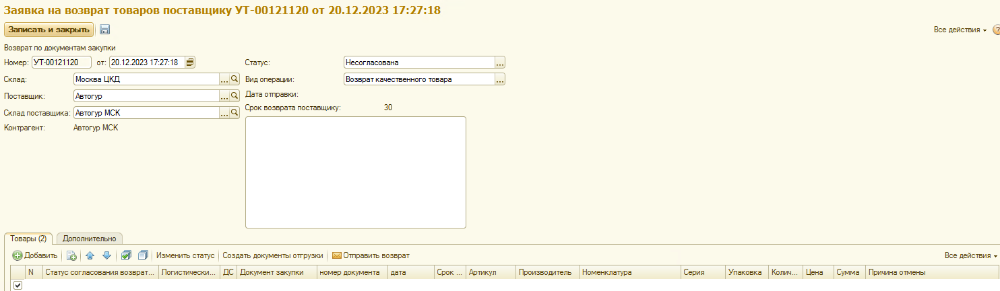 Заявка на возврат товаров поставщику УТ-00121120 от 20.12.2023 17:27:18
Записать и закрыть Все действия ?
Возврат по документам закупки
Номер: УТ-00121120 от: 20.12.2023 17:27:18 Статус: Несогласована ...
Склад: Москва ЦКД ... Вид операции: Возврат качественного товара ...
Поставщик: Автогур ... Дата отправки:
Склад поставщика: Автогур МСК ... Срок возврата поставщику: 30
Контрагент: Автогур МСК
Товары (2) Дополнительно
Добавить Изменить статус Создать документы отгрузки Отправить возврат Все действия
N Статус согласования возврат... Логистически... ДС Документ закупки номер документа дата Срок ... Артикул Производитель Номенклатура Серия Упаковка Колич... Цена Сумма Причина отмены